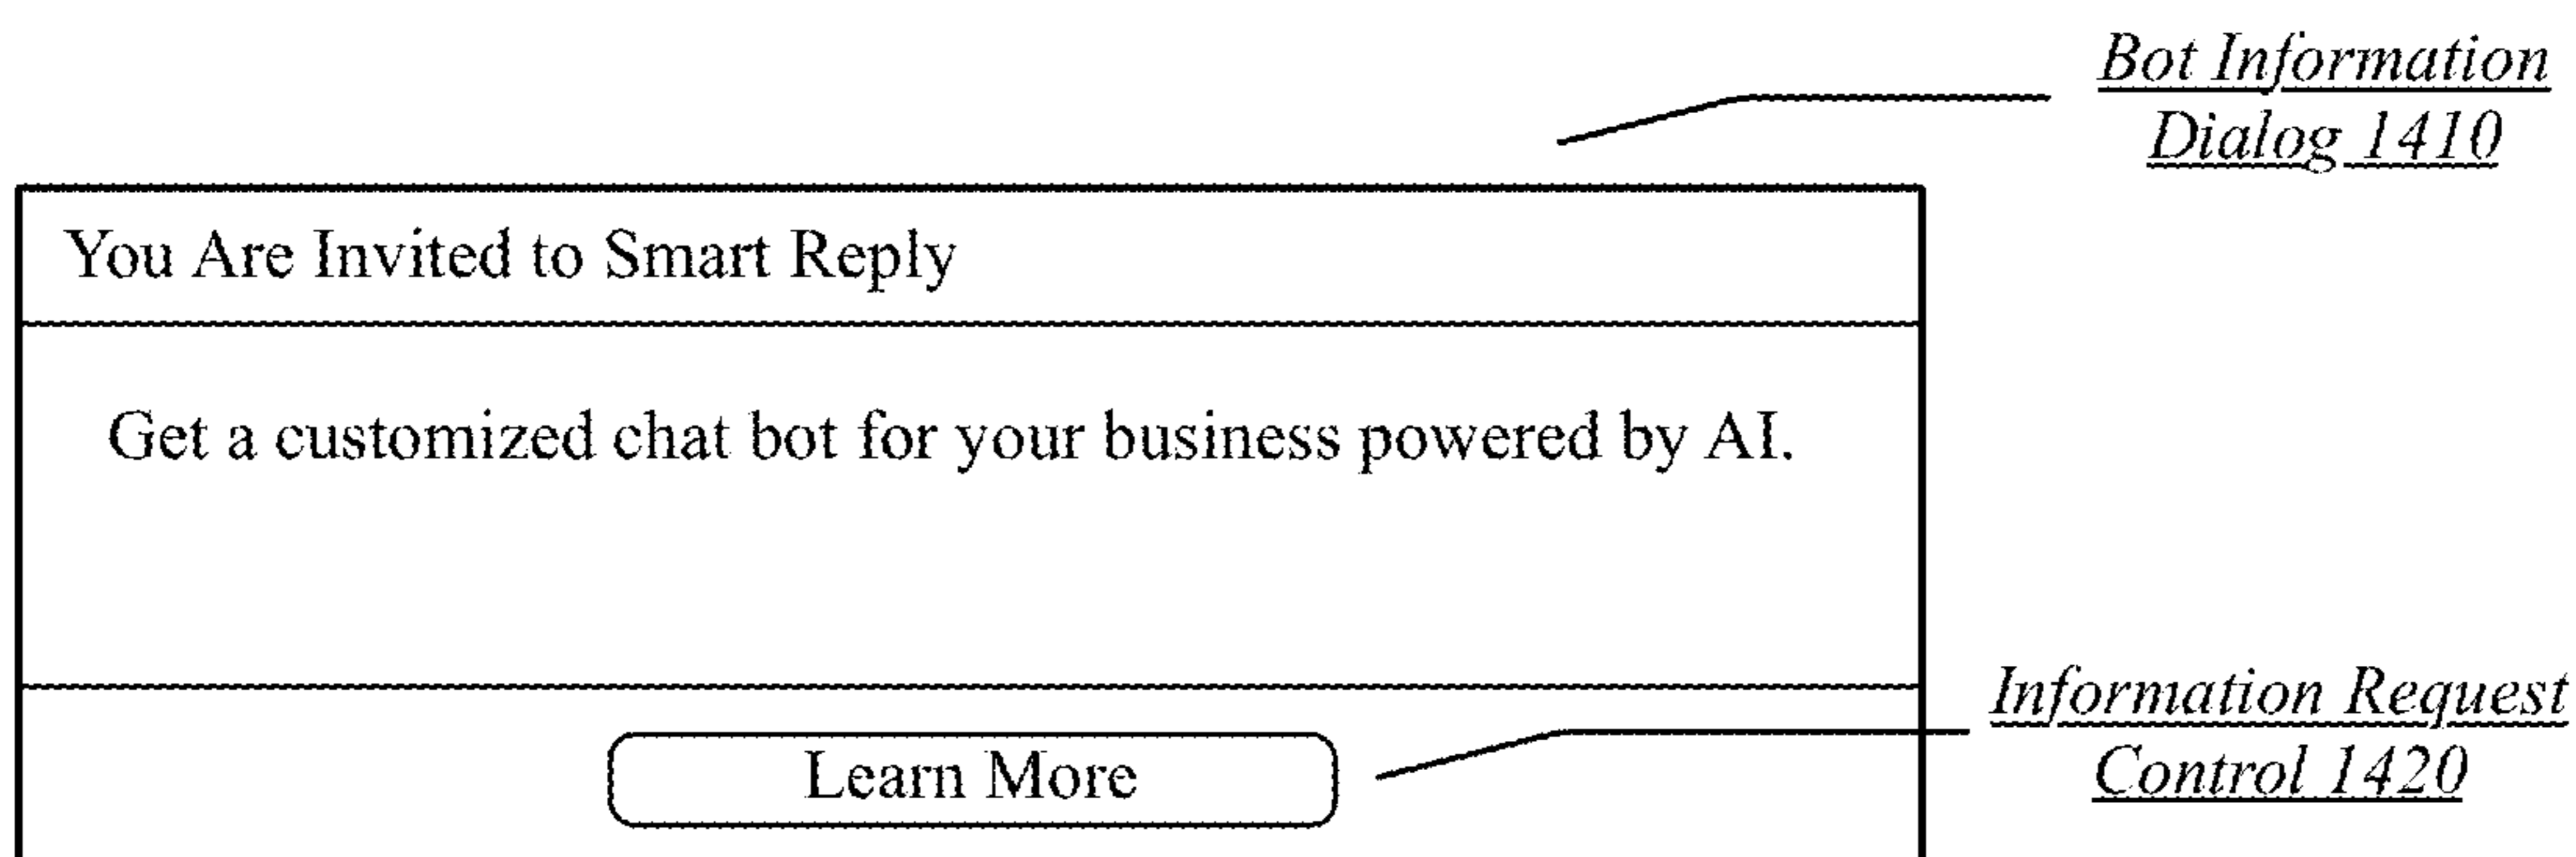 Bot Information
Dialog 1410
You Are Invited to Smart Reply
Get a customized chat bot for your business powered by AI.
Information Request
Control 1420
Learn More